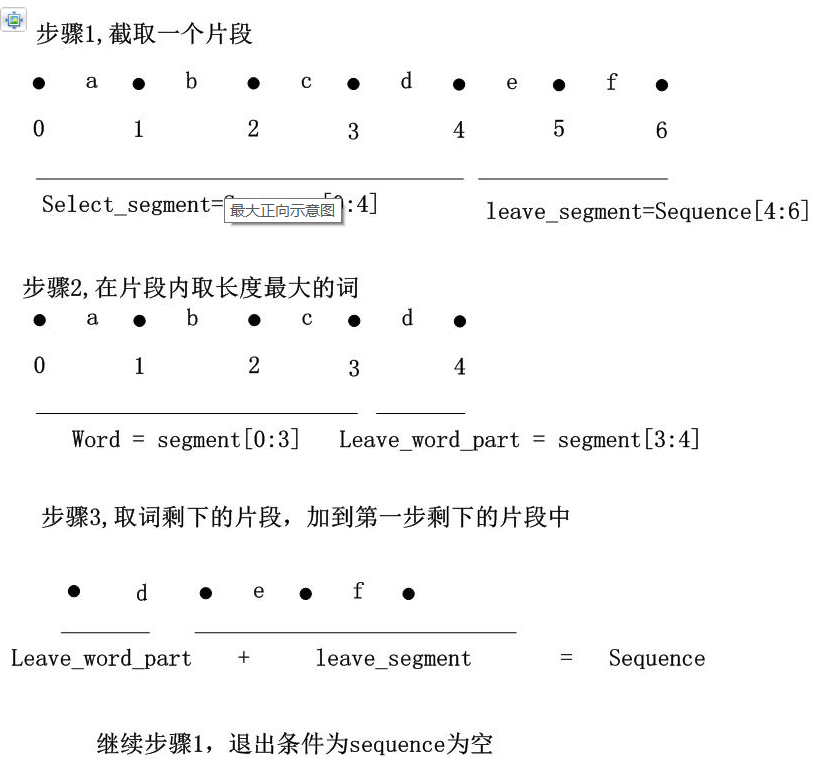 步骤1,截取一个片段
a b c d e f
0 1 2 3 4 5 6
Select_segment= :4]
最大正向示意图
leave_segment=Sequence[4:6]
步骤2,在片段内取长度最大的词
a b c d
0 1 2 3 4
Word = segment[0:3] Leave_word_part = segment[3:4]
步骤3,取词剩下的片段，加到第一步剩下的片段中
d e f
Leave_word_part + leave_segment = Sequence
继续步骤1，退出条件为sequence为空